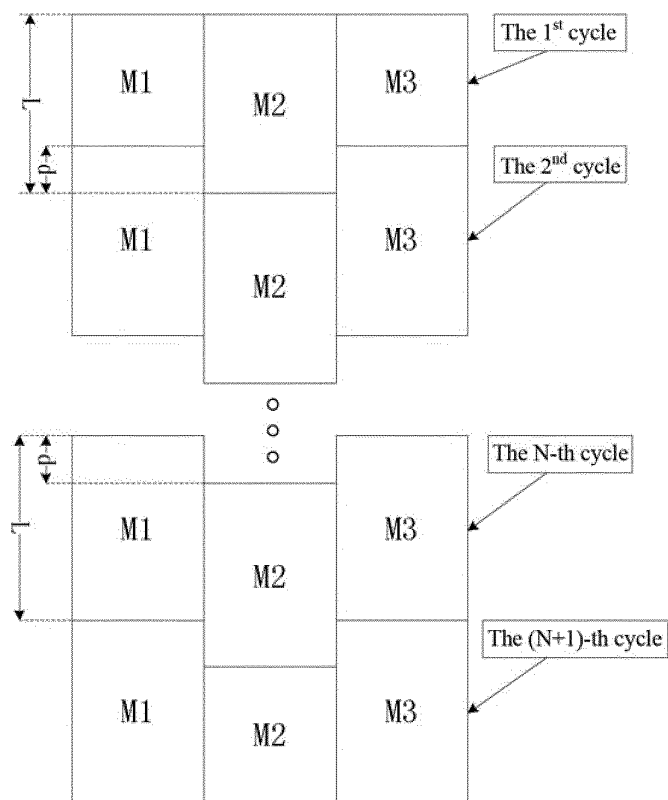 The 1st cycle
M1
M2
M3
L
d
The 2nd cycle
M1
M2
M3
The N-th cycle
d
M1
M2
M3
L
The (N+1)-th cycle
M1
M2
M3